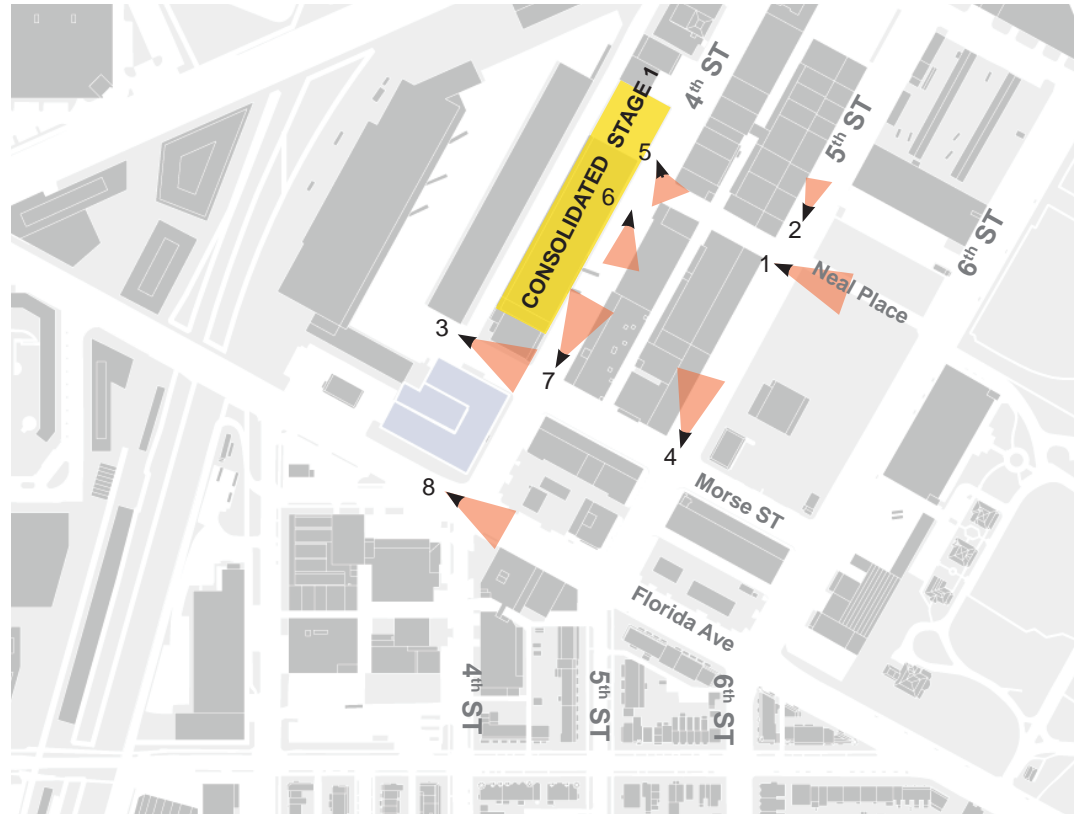 4th ST
5th ST
6th ST
CONSOLIDATED STAGE 1
5
6
2
1
Neal Place
3
7
4
8
Morse ST
Florida Ave
4th ST
5th ST
6th ST